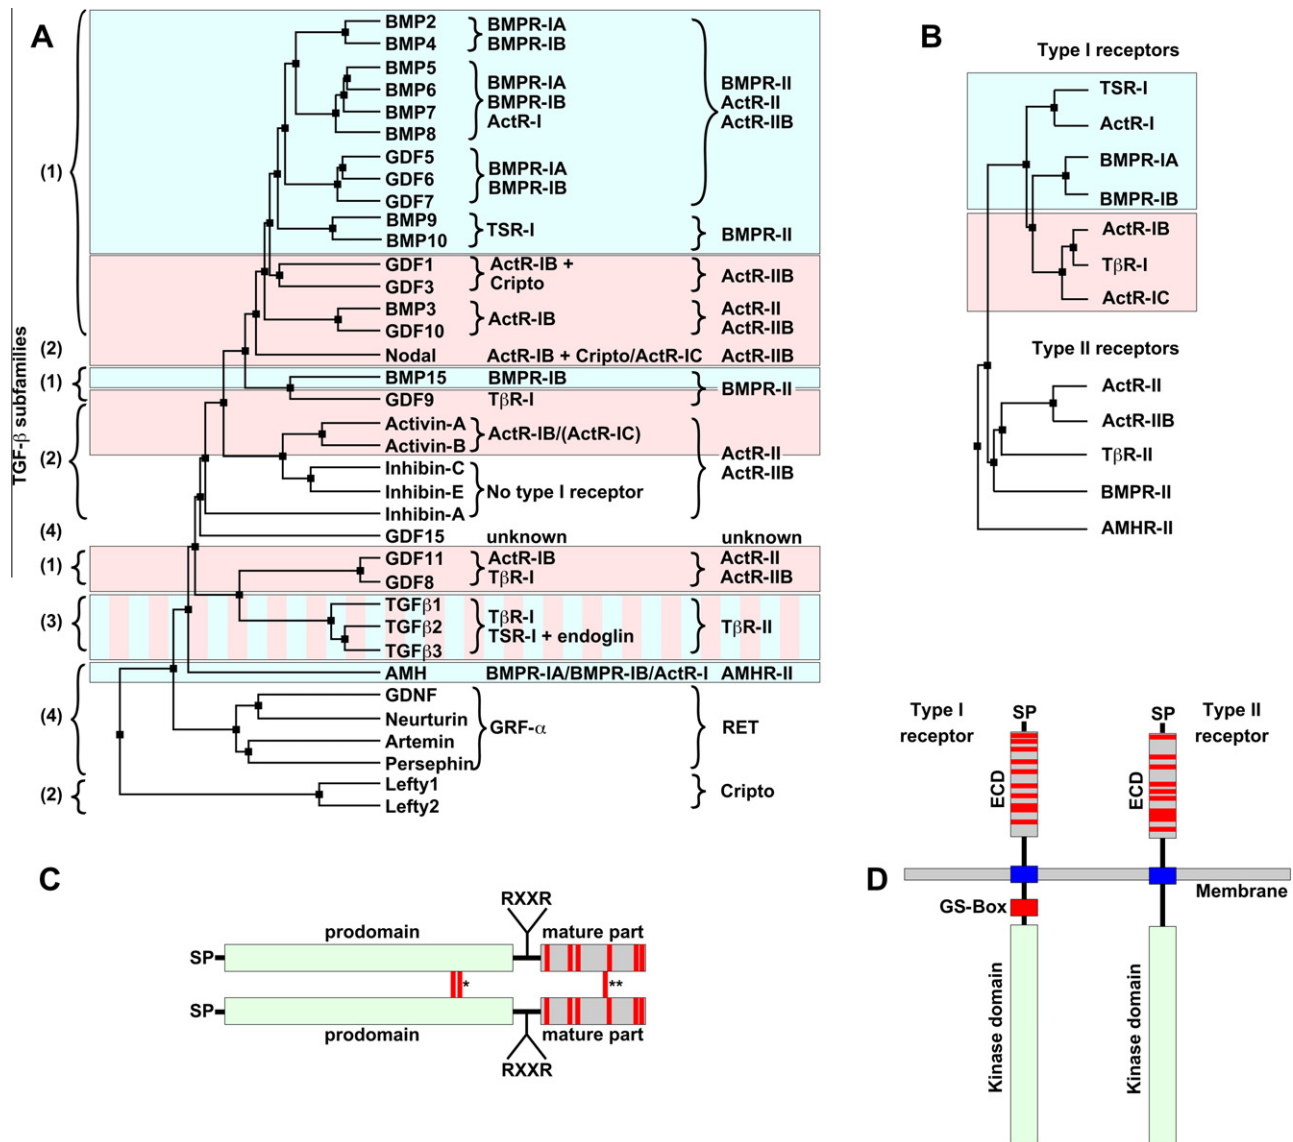 A
TGF-β subfamilies
(1)
BMP2
BMP4
BMPR-IA
BMPR-IB
BMP5
BMP6
BMP7
BMP8
BMPR-IA
BMPR-IB
ActR-I
GDF5
GDF6
GDF7
BMPR-IA
BMPR-IB
BMPR-II
ActR-II
ActR-IIB
BMP9
BMP10
TSR-I
BMPR-II
GDF1
GDF3
ActR-IB +
Cripto
ActR-IIB
BMP3
GDF10
ActR-IB
ActR-II
ActR-IIB
(2)
Nodal
ActR-IB + Cripto/ActR-IC
ActR-IIB
(1)
BMP15
BMPR-IB
GDF9
TβR-I
BMPR-II
(2)
Activin-A
Activin-B
ActR-IB/(ActR-IC)
Inhibin-C
Inhibin-E
Inhibin-A
No type I receptor
ActR-II
ActR-IIB
(4)
GDF15
unknown
unknown
(1)
GDF11
GDF8
ActR-IB
TβR-I
ActR-II
ActR-IIB
(3)
TGFβ1
TGFβ2
TGFβ3
TβR-I
TSR-I + endoglin
TβR-II
(4)
AMH
BMPR-IA/BMPR-IB/ActR-I
AMHR-II
GDNF
Neurturin
Artemin
Persephin
GRF-α
RET
(2)
Lefty1
Lefty2
Cripto
B
Type I receptors
TSR-I
ActR-I
BMPR-IA
BMPR-IB
ActR-IB
TβR-I
ActR-IC
Type II receptors
ActR-II
ActR-IIB
TβR-II
BMPR-II
AMHR-II
C
RXXR
prodomain
mature part
SP
*
**
SP
prodomain
mature part
RXXR
D
Type I
receptor
SP
SP
Type II
receptor
ECD
ECD
Membrane
GS-Box
Kinase domain
Kinase domain